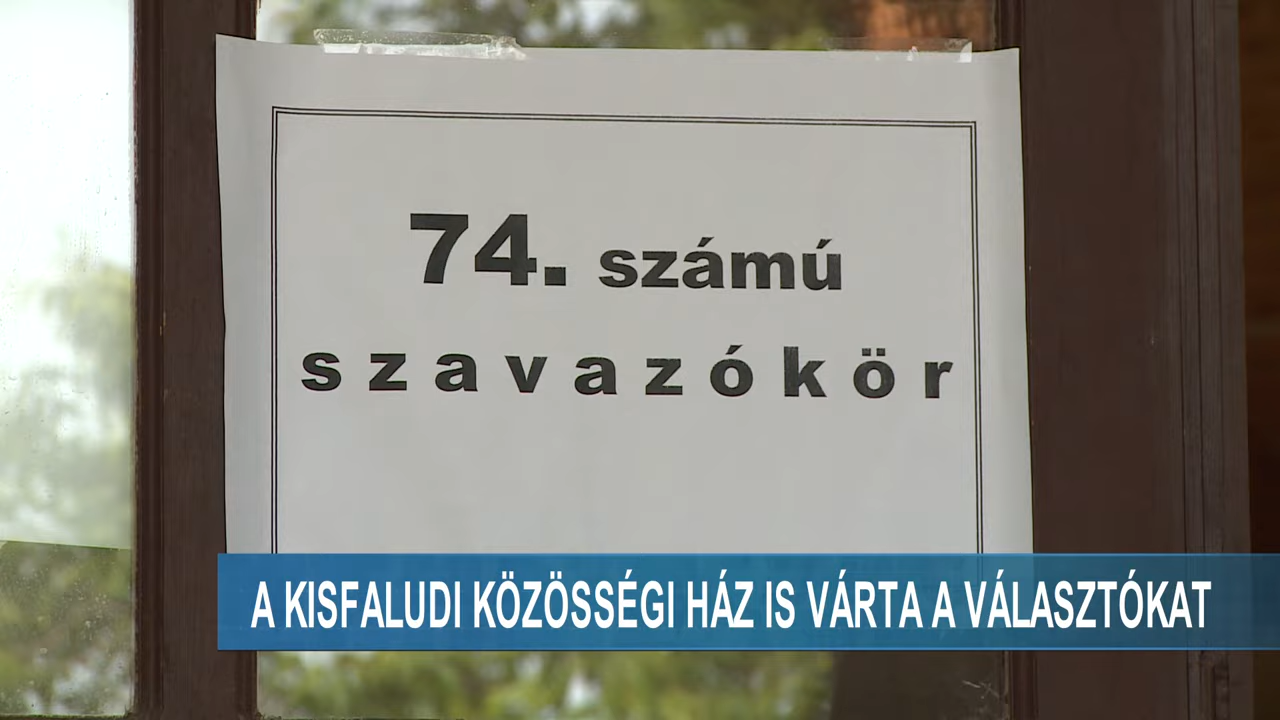 74. számú
szavazókör
A KISFALUDI KÖZÖSSÉGI HÁZ IS VÁRTA A VÁLASZTÓKAT